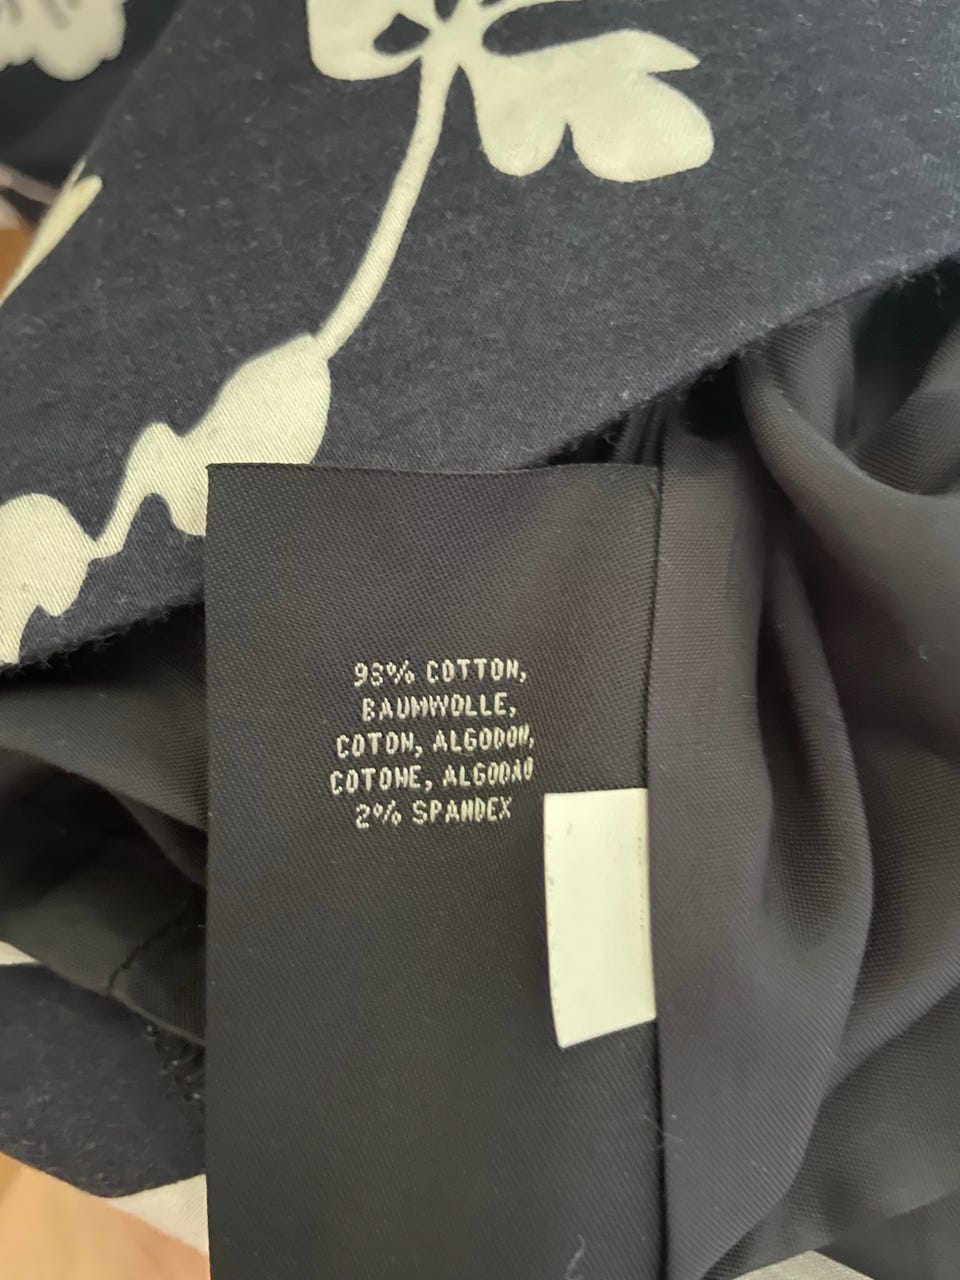 98% COTTON,
BAUMWOLLE,
COTON, ALGODON,
COTONE, ALGODAO
2% SPANDEX